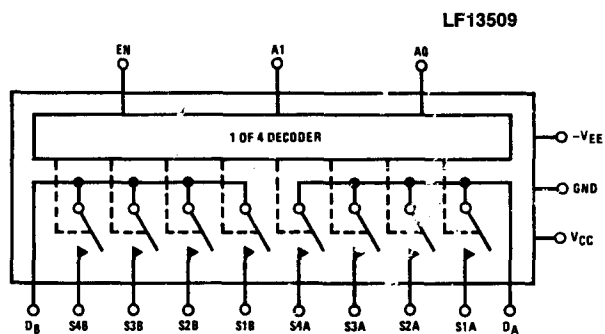 LF13509
EN A1 A0
1 OF 4 DECODER
-VEE
GND
VCC
DB S4B S3B S2B S1B S4A S3A S2A S1A DA